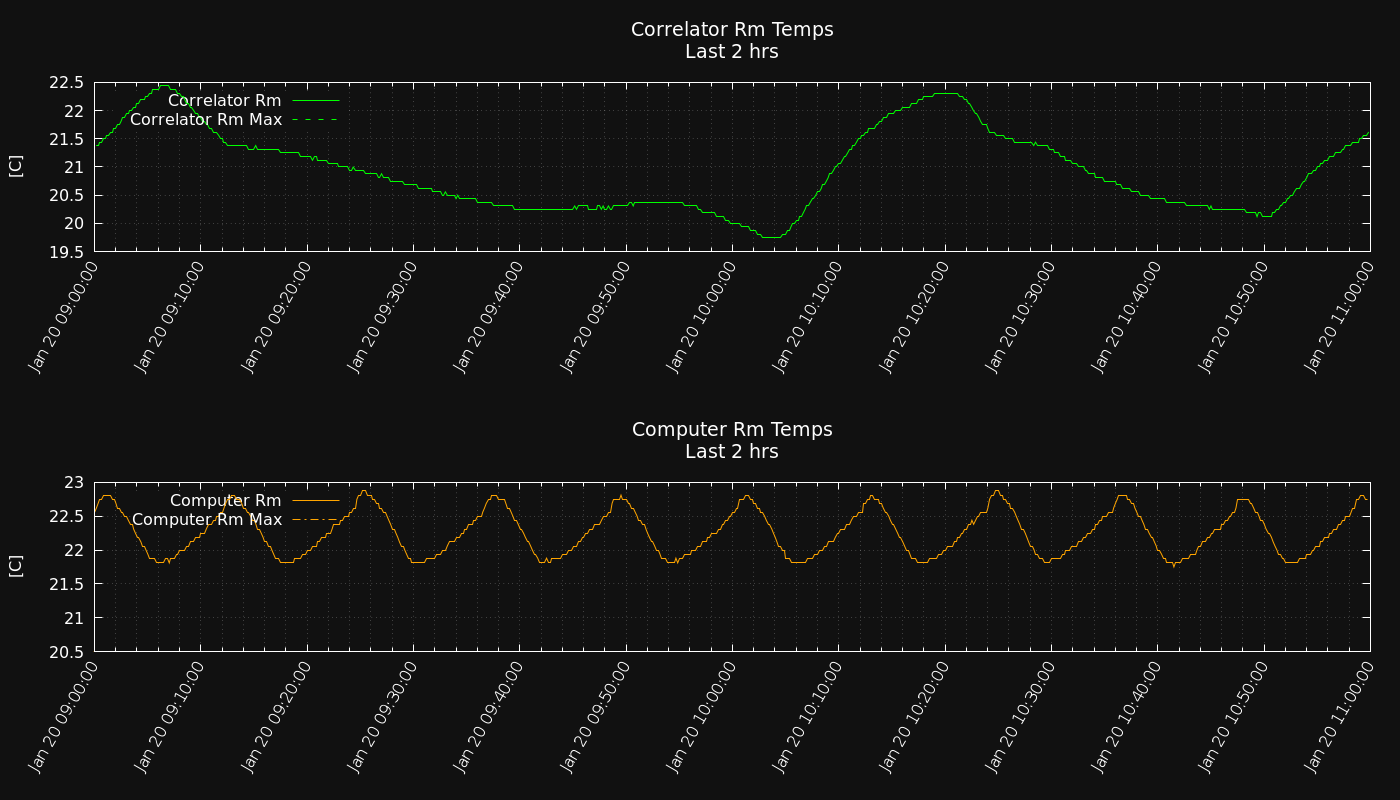 Correlator Rm Temps
Last 2 hrs
22.5
22
21.5
21
20.5
20
19.5
[C]
Correlator Rm
Correlator Rm Max
Jan 20 09:00:00
Jan 20 09:10:00
Jan 20 09:20:00
Jan 20 09:30:00
Jan 20 09:40:00
Jan 20 09:50:00
Jan 20 10:00:00
Jan 20 10:10:00
Jan 20 10:20:00
Jan 20 10:30:00
Jan 20 10:40:00
Jan 20 10:50:00
Jan 20 11:00:00
Computer Rm Temps
Last 2 hrs
23
22.5
22
21.5
21
20.5
[C]
Computer Rm
Computer Rm Max
Jan 20 09:00:00
Jan 20 09:10:00
Jan 20 09:20:00
Jan 20 09:30:00
Jan 20 09:40:00
Jan 20 09:50:00
Jan 20 10:00:00
Jan 20 10:10:00
Jan 20 10:20:00
Jan 20 10:30:00
Jan 20 10:40:00
Jan 20 10:50:00
Jan 20 11:00:00